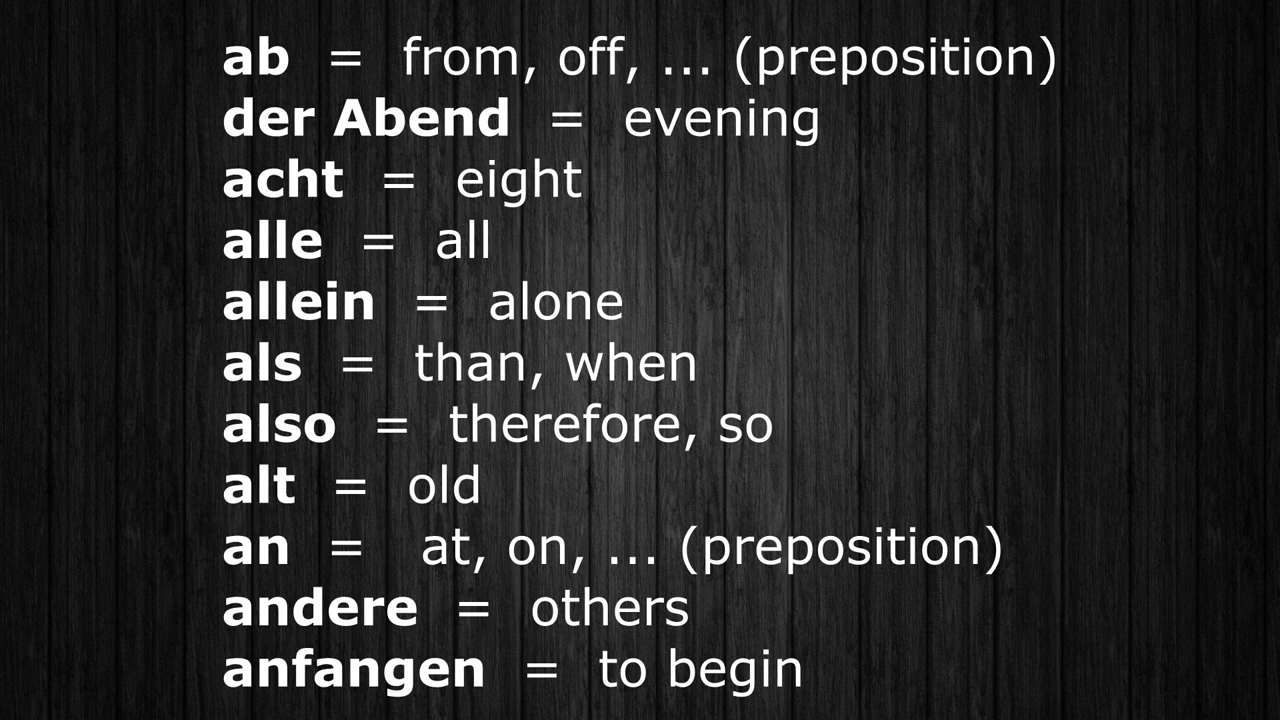 ab = from, off, ... (preposition)
der Abend = evening
acht = eight
alle = all
allein = alone
als = than, when
also = therefore, so
alt = old
an = at, on, ... (preposition)
andere = others
anfangen = to begin